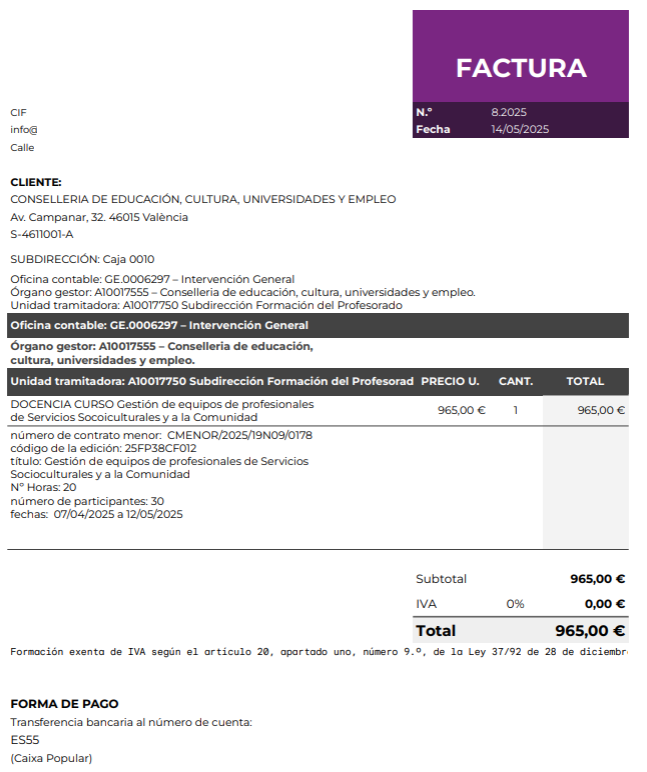 FACTURA
N.º 8.2025
Fecha 14/05/2025
CIF
info@
Calle
CLIENTE:
CONSELLERIA DE EDUCACIÓN, CULTURA, UNIVERSIDADES Y EMPLEO
Av. Campanar, 32. 46015 València
S-4611001-A
SUBDIRECCIÓN: Caja 0010
Oficina contable: GE.0006297 – Intervención General
Órgano gestor: A10017555 – Conselleria de educación, cultura, universidades y empleo.
Unidad tramitadora: A10017750 Subdirección Formación del Profesorado
Oficina contable: GE.0006297 – Intervención General
Órgano gestor: A10017555 – Conselleria de educación,
cultura, universidades y empleo.
Unidad tramitadora: A10017750 Subdirección Formación del Profesorad PRECIO U. CANT. TOTAL
DOCENCIA CURSO Gestión de equipos de profesionales
de Servicios Socoiculturales y a la Comunidad 965,00 € 1 965,00 €
número de contrato menor: CMENOR/2025/19N09/0178
código de la edición: 25FP38CF012
título: Gestión de equipos de profesionales de Servicios
Socioculturales y a la Comunidad
Nº Horas: 20
número de participantes: 30
fechas: 07/04/2025 a 12/05/2025
Subtotal 965,00 €
IVA 0% 0,00 €
Total 965,00 €
Formación exenta de IVA según el artículo 20, apartado uno, número 9.º, de la Ley 37/92 de 28 de diciembr
FORMA DE PAGO
Transferencia bancaria al número de cuenta:
ES55
(Caixa Popular)